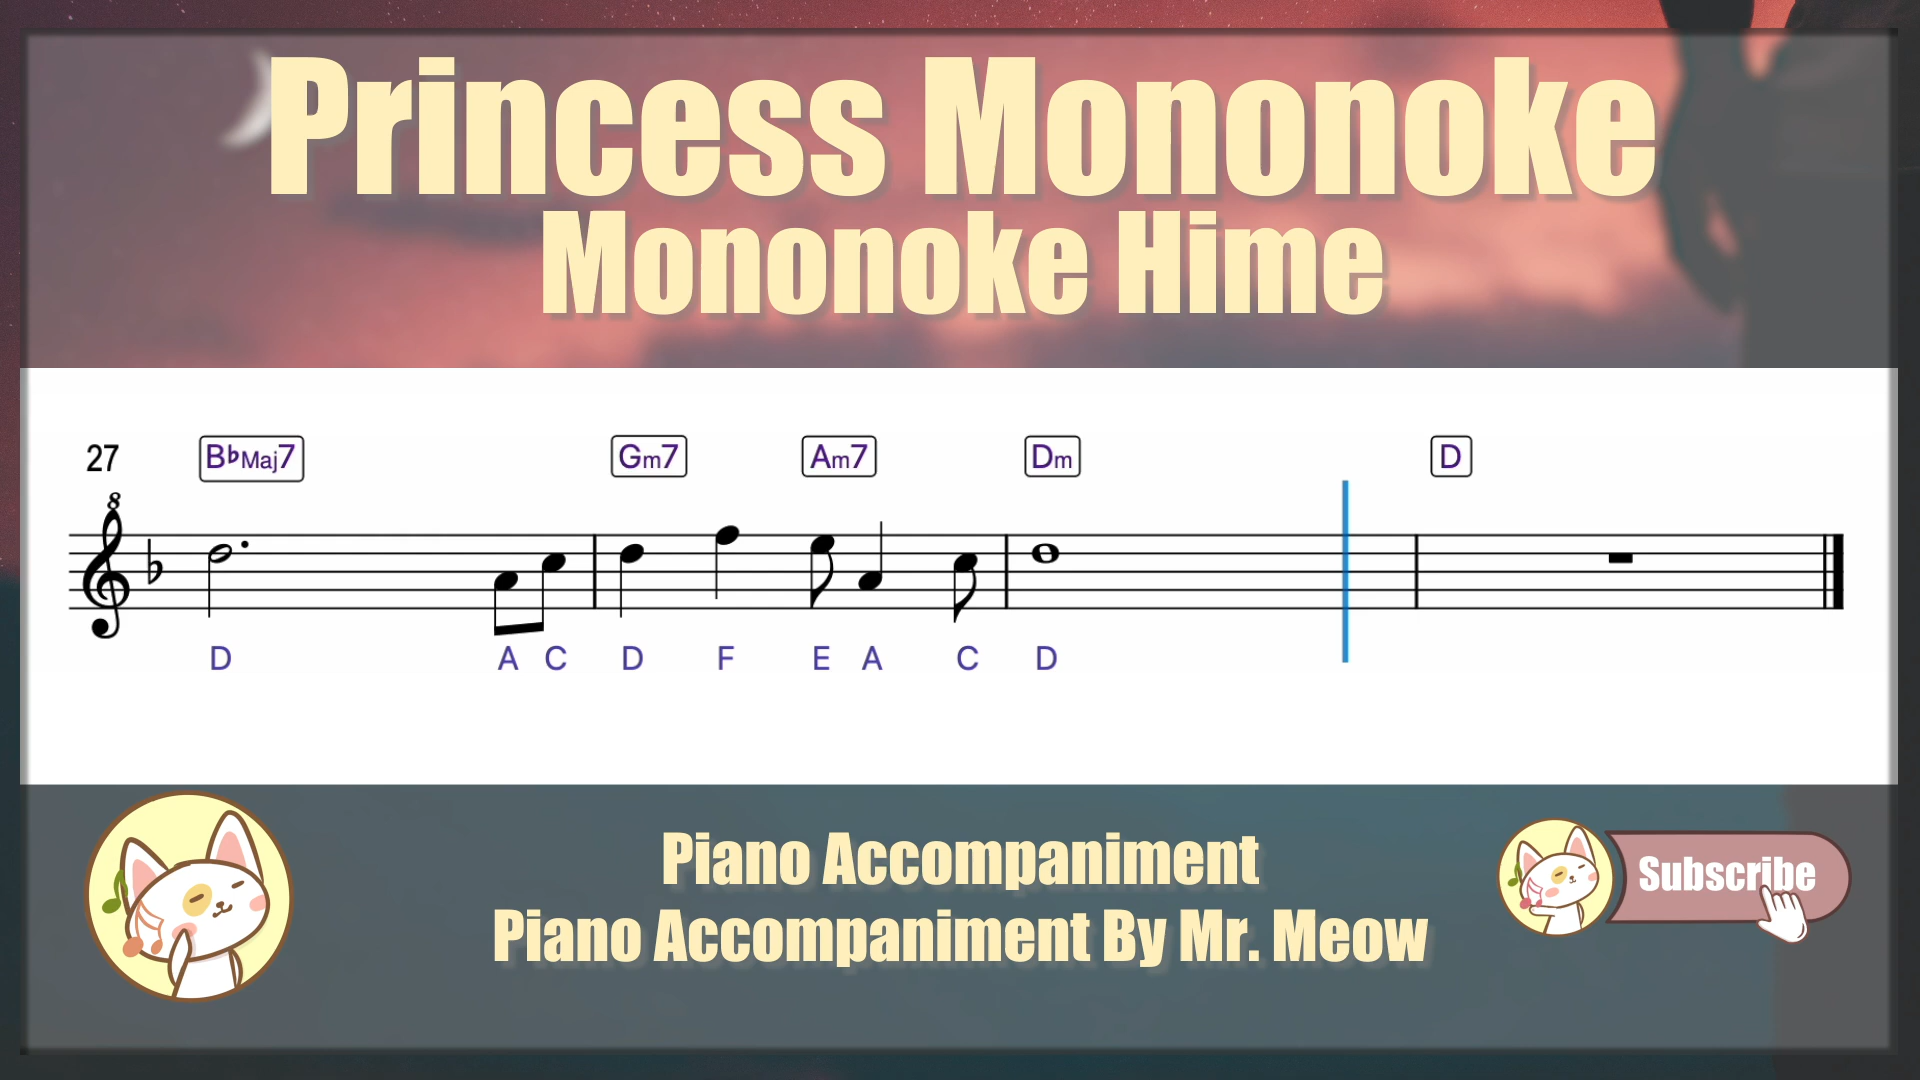 Princess Mononoke
Mononoke Hime
27 B♭Maj7 Gm7 Am7 Dm D
8
D A C D F E A C D
Piano Accompaniment
Piano Accompaniment By Mr. Meow
Subscribe